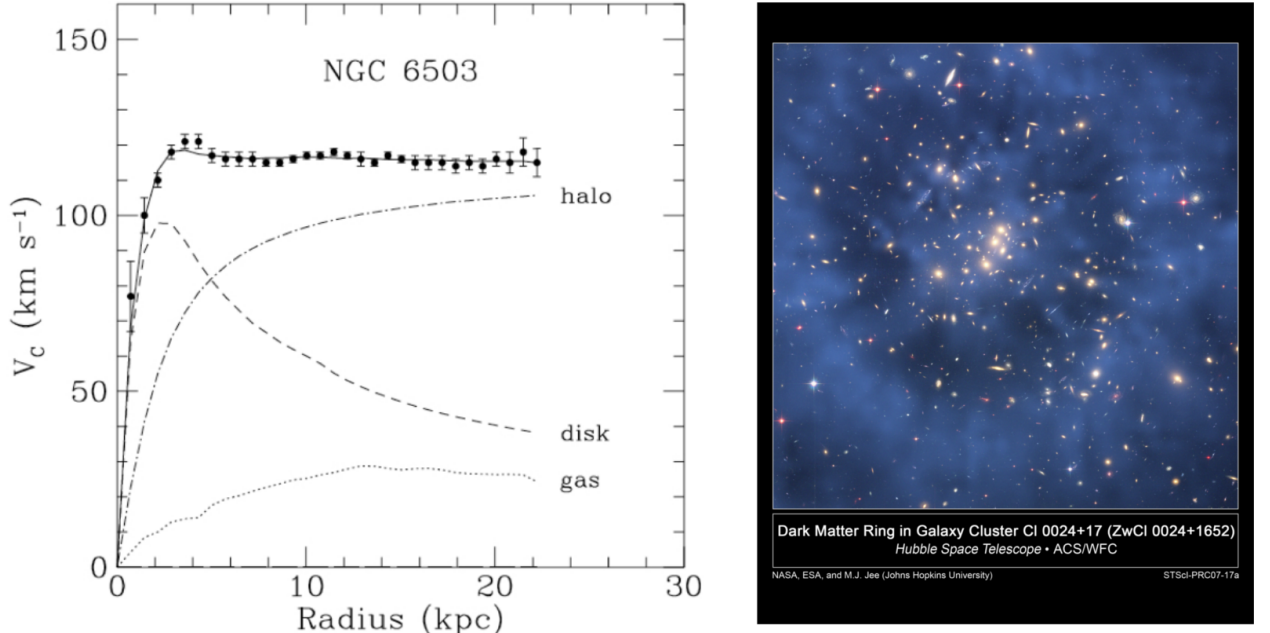 150
NGC 6503
100
50
0
V_C (km s⁻¹)
halo
disk
gas
0 10 20 30
Radius (kpc)
Dark Matter Ring in Galaxy Cluster Cl 0024+17 (ZwCl 0024+1652)
Hubble Space Telescope • ACS/WFC
NASA, ESA, and M.J. Jee (Johns Hopkins University) STScI-PRC07-17a